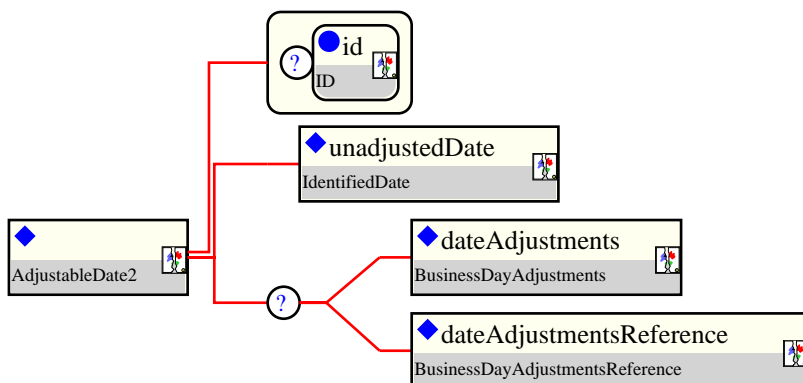 ?
id
ID
unadjustedDate
IdentifiedDate
AdjustableDate2
dateAdjustments
BusinessDayAdjustments
?
dateAdjustmentsReference
BusinessDayAdjustmentsReference